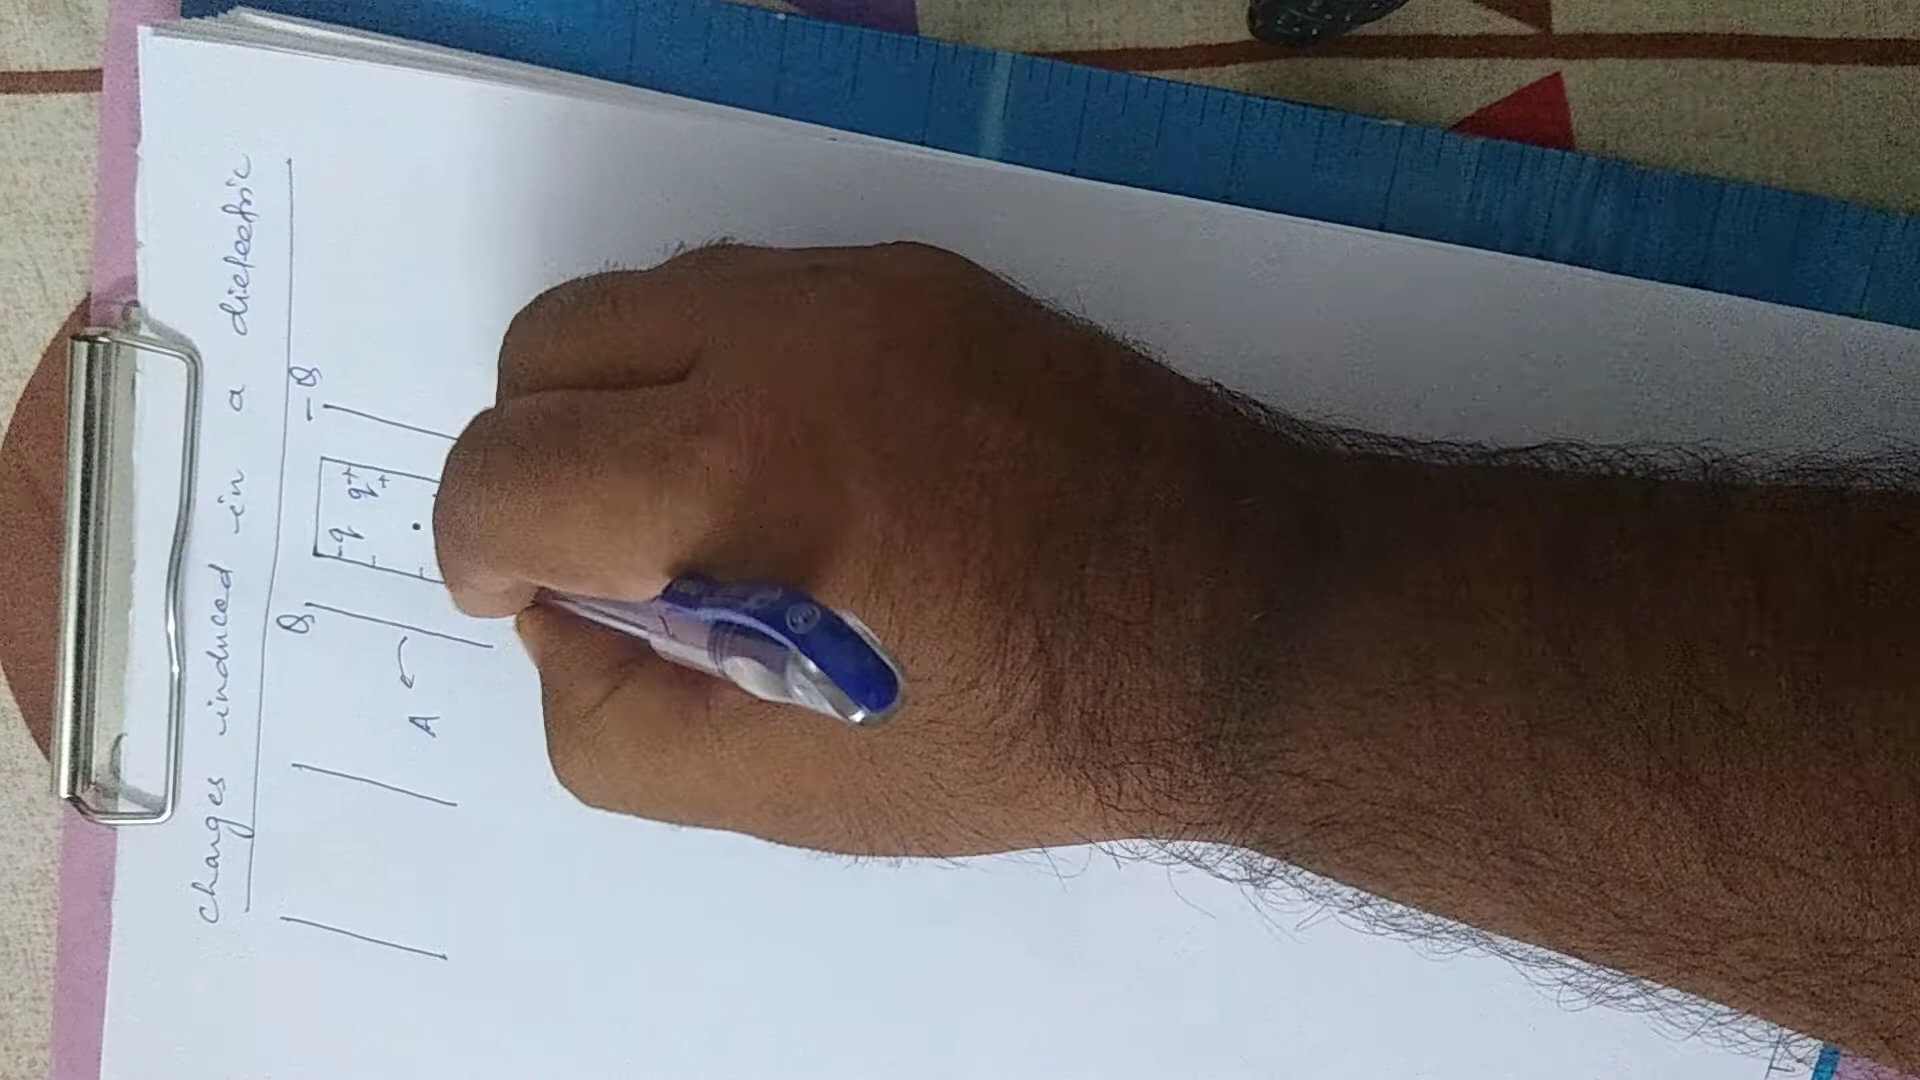 Charges induced in a dielectric
Q -Q
-q q+
- +
A